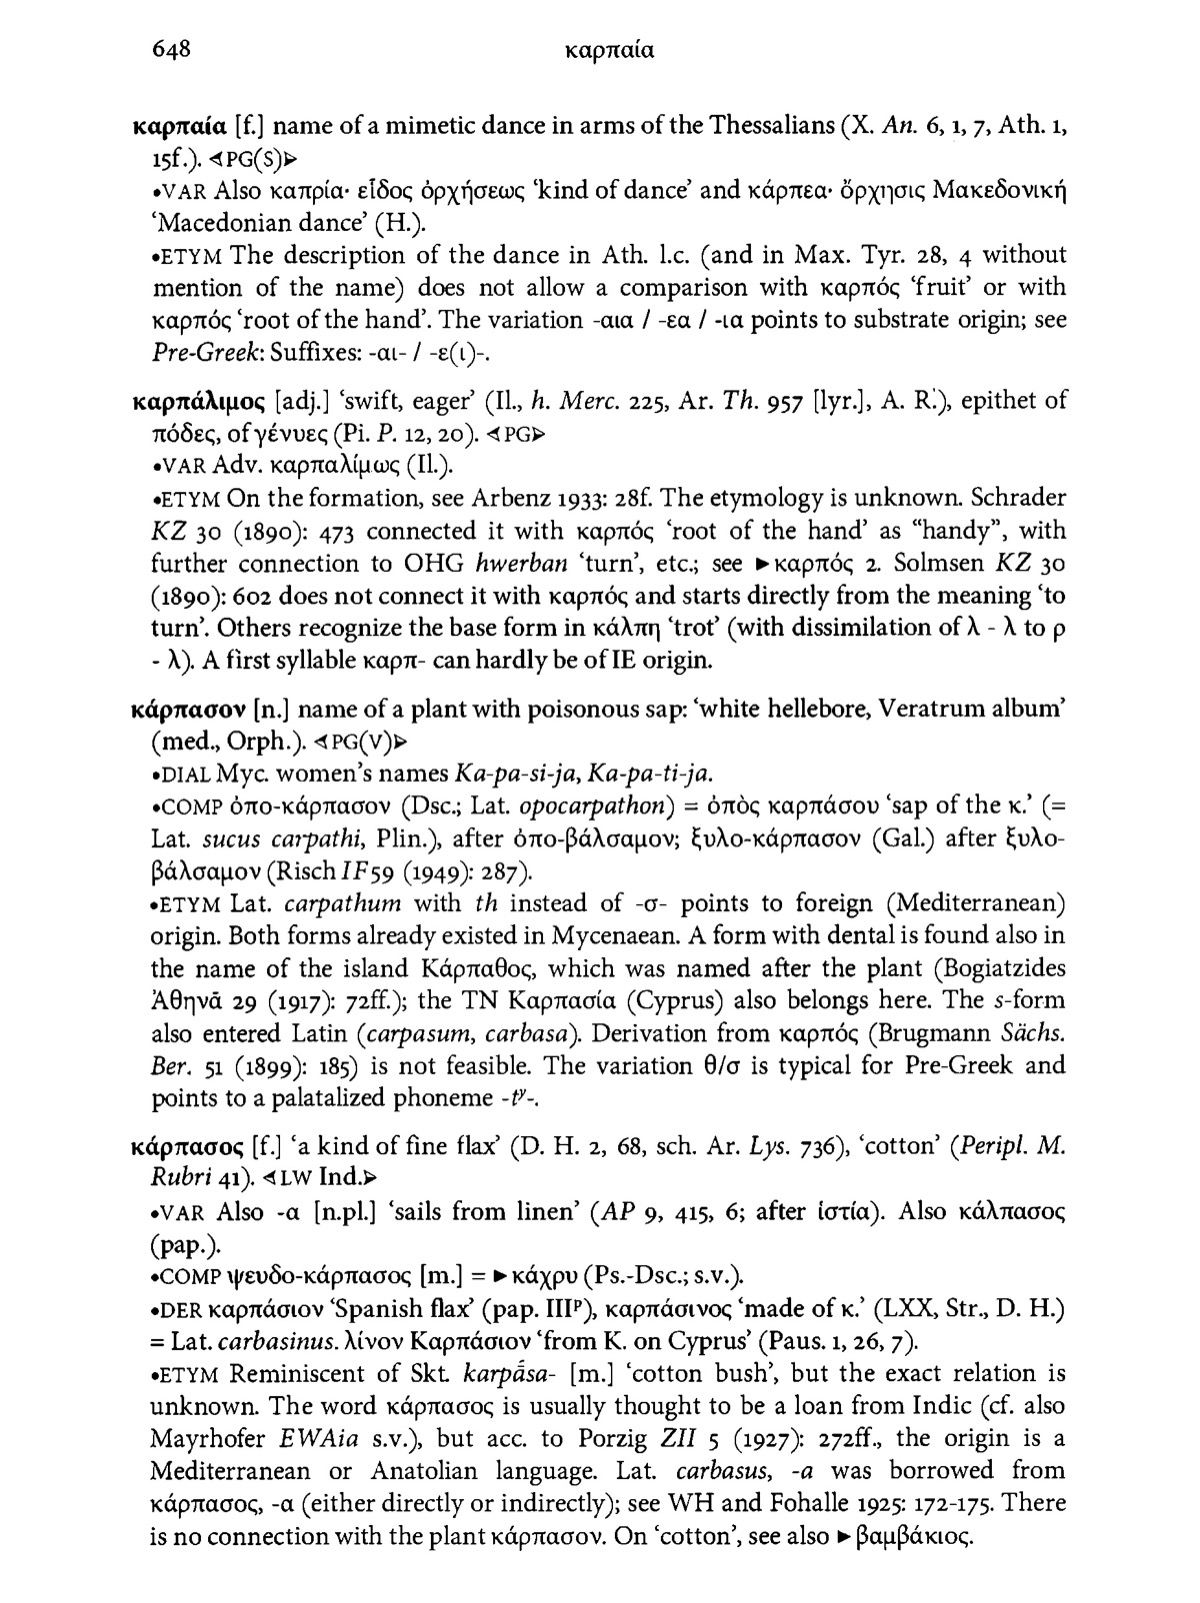 648
καρπαία
καρπαία [f.] name of a mimetic dance in arms of the Thessalians (X. An. 6, 1, 7, Ath. 1,
15f.). ⋖PG(S)⋗
•VAR Also καπρία· εἶδος ὀρχήσεως ‘kind of dance’ and κάρπεα· ὄρχησις Μακεδονική
‘Macedonian dance’ (H.).
•ETYM The description of the dance in Ath. l.c. (and in Max. Tyr. 28, 4 without
mention of the name) does not allow a comparison with καρπός ‘fruit’ or with
καρπός ‘root of the hand’. The variation -αια / -εα / -ια points to substrate origin; see
Pre-Greek: Suffixes: -αι- / -ε(ι)-.
καρπάλιμος [adj.] ‘swift, eager’ (Il., h. Merc. 225, Ar. Th. 957 [lyr.], A. R.), epithet of
πόδες, of γένυες (Pi. P. 12, 20). ⋖PG⋗
•VAR Adv. καρπαλίμως (Il.).
•ETYM On the formation, see Arbenz 1933: 28f. The etymology is unknown. Schrader
KZ 30 (1890): 473 connected it with καρπός ‘root of the hand’ as “handy”, with
further connection to OHG hwerban ‘turn’, etc.; see ►καρπός 2. Solmsen KZ 30
(1890): 602 does not connect it with καρπός and starts directly from the meaning ‘to
turn’. Others recognize the base form in κάλπη ‘trot’ (with dissimilation of λ - λ to ρ
- λ). A first syllable καρπ- can hardly be of IE origin.
κάρπασον [n.] name of a plant with poisonous sap: ‘white hellebore, Veratrum album’
(med., Orph.). ⋖PG(V)⋗
•DIAL Myc. women’s names Ka-pa-si-ja, Ka-pa-ti-ja.
•COMP ὀπο-κάρπασον (Dsc.; Lat. opocarpathon) = ὀπὸς καρπάσου ‘sap of the κ.’ (=
Lat. sucus carpathi, Plin.), after ὀπο-βάλσαμον; ξυλο-κάρπασον (Gal.) after ξυλο-
βάλσαμον (Risch IF 59 (1949): 287).
•ETYM Lat. carpathum with th instead of -σ- points to foreign (Mediterranean)
origin. Both forms already existed in Mycenaean. A form with dental is found also in
the name of the island Κάρπαθος, which was named after the plant (Bogiatzides
Ἀθηνᾶ 29 (1917): 72ff.); the TN Καρπασία (Cyprus) also belongs here. The s-form
also entered Latin (carpasum, carbasa). Derivation from καρπός (Brugmann Sächs.
Ber. 51 (1899): 185) is not feasible. The variation θ/σ is typical for Pre-Greek and
points to a palatalized phoneme -tʸ-.
κάρπασος [f.] ‘a kind of fine flax’ (D. H. 2, 68, sch. Ar. Lys. 736), ‘cotton’ (Peripl. M.
Rubri 41). ⋖LW Ind.⋗
•VAR Also -α [n.pl.] ‘sails from linen’ (AP 9, 415, 6; after ἱστία). Also κάλπασος
(pap.).
•COMP ψευδο-κάρπασος [m.] = ►κάχρυ (Ps.-Dsc.; s.v.).
•DER καρπάσιον ‘Spanish flax’ (pap. IIIᵖ), καρπάσινος ‘made of κ.’ (LXX, Str., D. H.)
= Lat. carbasinus. λίνον Καρπάσιον ‘from K. on Cyprus’ (Paus. 1, 26, 7).
•ETYM Reminiscent of Skt. karpā́sa- [m.] ‘cotton bush’, but the exact relation is
unknown. The word κάρπασος is usually thought to be a loan from Indic (cf. also
Mayrhofer EWAia s.v.), but acc. to Porzig ZII 5 (1927): 272ff., the origin is a
Mediterranean or Anatolian language. Lat. carbasus, -a was borrowed from
κάρπασος, -α (either directly or indirectly); see WH and Fohalle 1925: 172-175. There
is no connection with the plant κάρπασον. On ‘cotton’, see also ►βαμβάκιος.